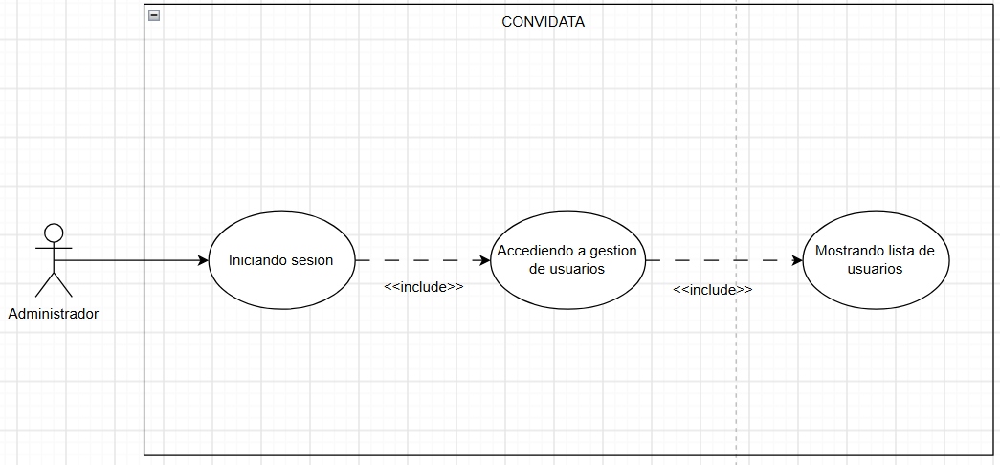 CONVIDATA
Iniciando sesion
Accediendo a gestion
de usuarios
Mostrando lista de
usuarios
<<include>>
<<include>>
Administrador